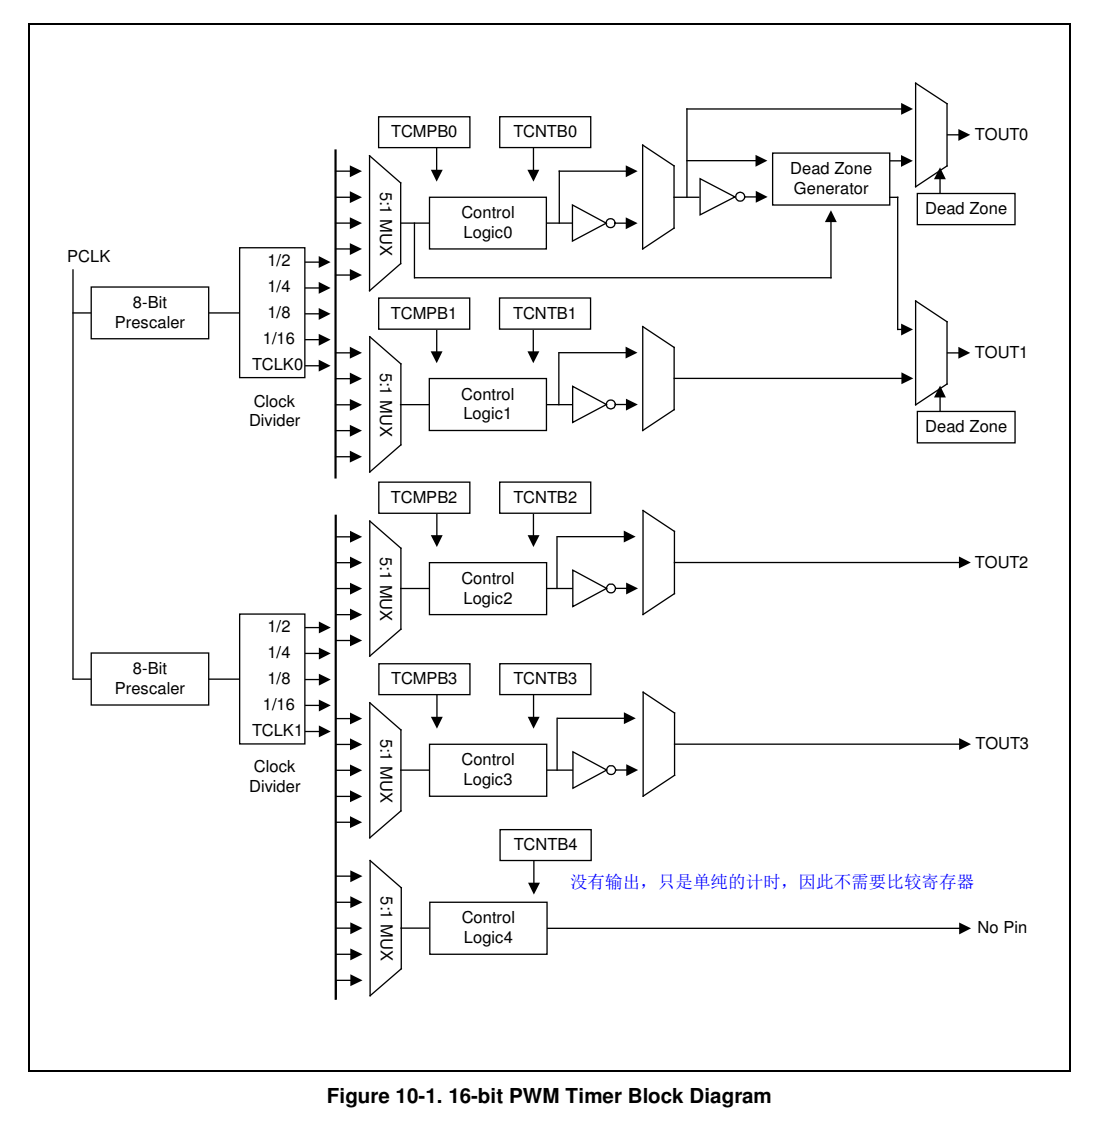 TCMPB0
TCNTB0
TOUT0
Dead Zone
Generator
5:1 MUX
Control
Logic0
Dead Zone
PCLK
1/2
1/4
1/8
1/16
TCLK0
8-Bit
Prescaler
Clock
Divider
TCMPB1
TCNTB1
TOUT1
5:1 MUX
Control
Logic1
Dead Zone
TCMPB2
TCNTB2
5:1 MUX
Control
Logic2
TOUT2
1/2
1/4
1/8
1/16
TCLK1
8-Bit
Prescaler
Clock
Divider
TCMPB3
TCNTB3
5:1 MUX
Control
Logic3
TOUT3
TCNTB4
没有输出，只是单纯的计时，因此不需要比较寄存器
5:1 MUX
Control
Logic4
No Pin
Figure 10-1. 16-bit PWM Timer Block Diagram